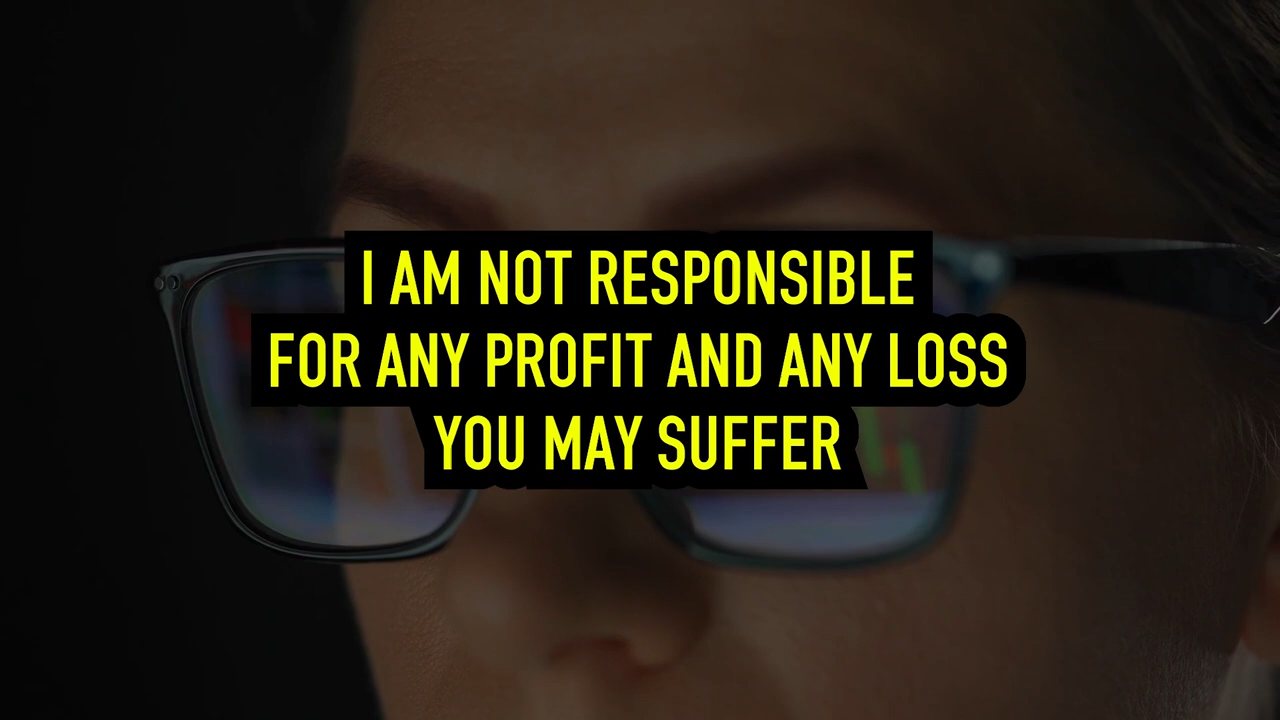 I AM NOT RESPONSIBLE
FOR ANY PROFIT AND ANY LOSS
YOU MAY SUFFER